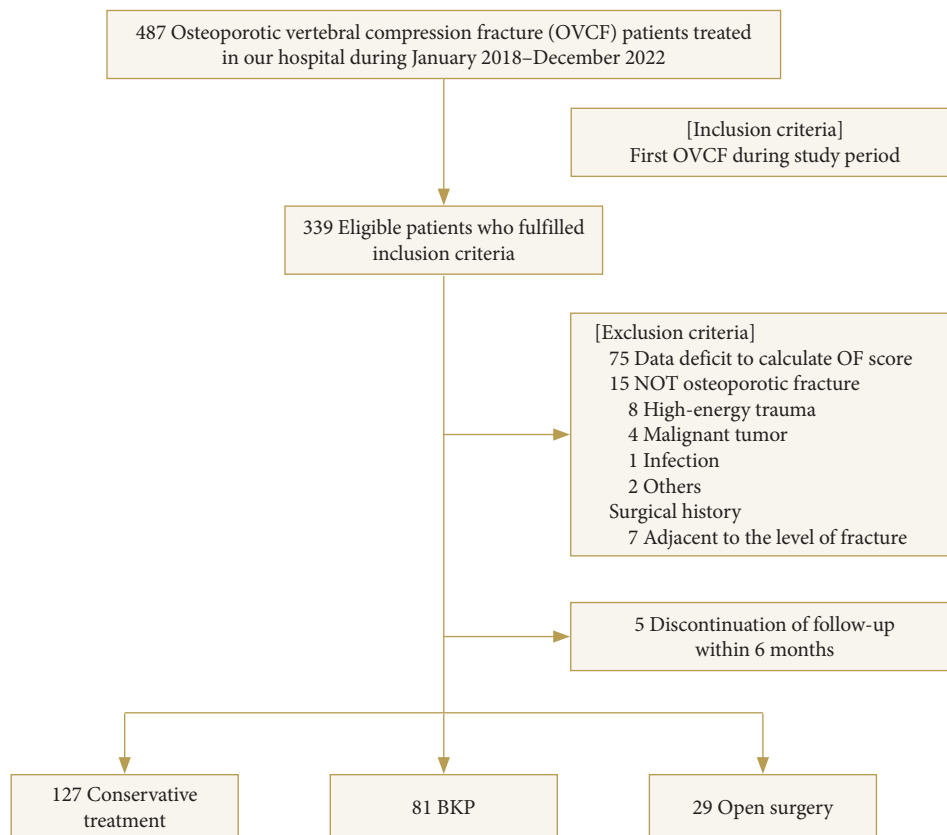 487 Osteoporotic vertebral compression fracture (OVCF) patients treated
in our hospital during January 2018–December 2022
[Inclusion criteria]
First OVCF during study period
339 Eligible patients who fulfilled
inclusion criteria
[Exclusion criteria]
75 Data deficit to calculate OF score
15 NOT osteoporotic fracture
8 High-energy trauma
4 Malignant tumor
1 Infection
2 Others
Surgical history
7 Adjacent to the level of fracture
5 Discontinuation of follow-up
within 6 months
127 Conservative
treatment
81 BKP
29 Open surgery